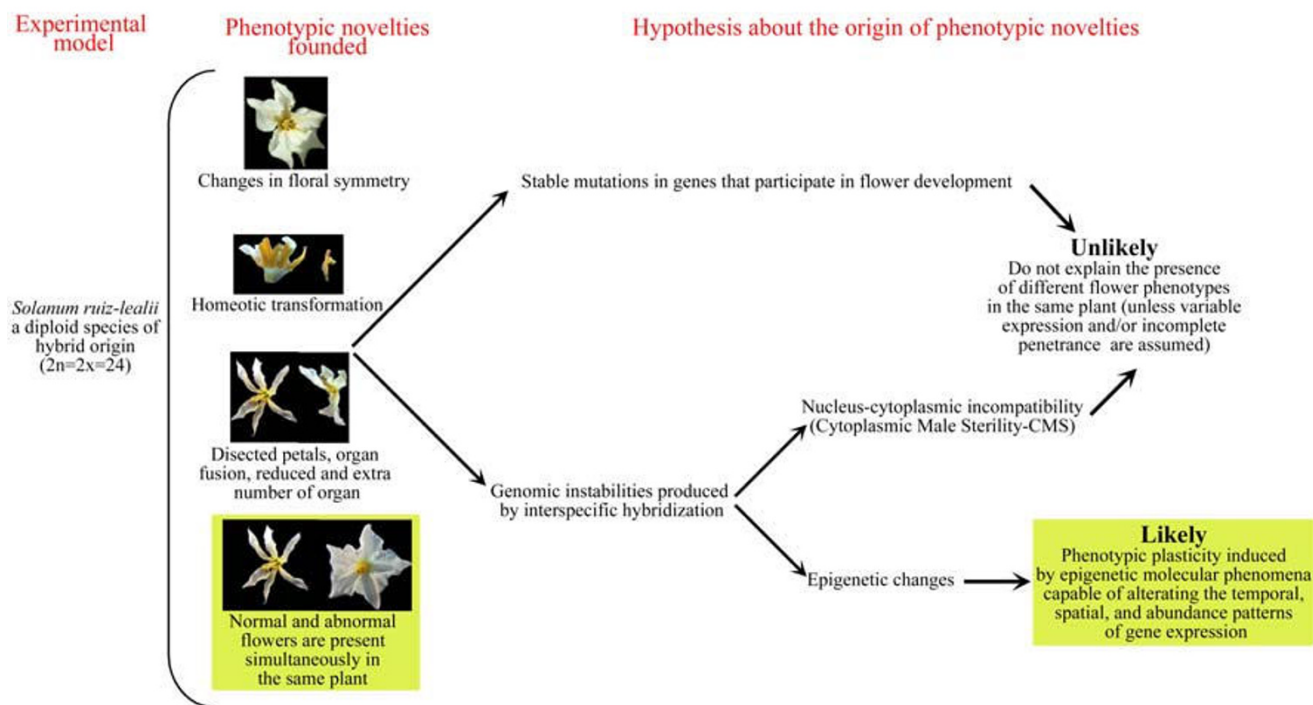 Experimental
model
Phenotypic novelties
founded
Hypothesis about the origin of phenotypic novelties
Solanum ruiz-lealii
a diploid species of
hybrid origin
(2n=2x=24)
Changes in floral symmetry
Homeotic transformation
Disected petals, organ
fusion, reduced and extra
number of organ
Normal and abnormal
flowers are present
simultaneously in
the same plant
Stable mutations in genes that participate in flower development
Genomic instabilities produced
by interspecific hybridization
Nucleus-cytoplasmic incompatibility
(Cytoplasmic Male Sterility-CMS)
Epigenetic changes
Unlikely
Do not explain the presence
of different flower phenotypes
in the same plant (unless variable
expression and/or incomplete
penetrance are assumed)
Likely
Phenotypic plasticity induced
by epigenetic molecular phenomena
capable of alterating the temporal,
spatial, and abundance patterns
of gene expression